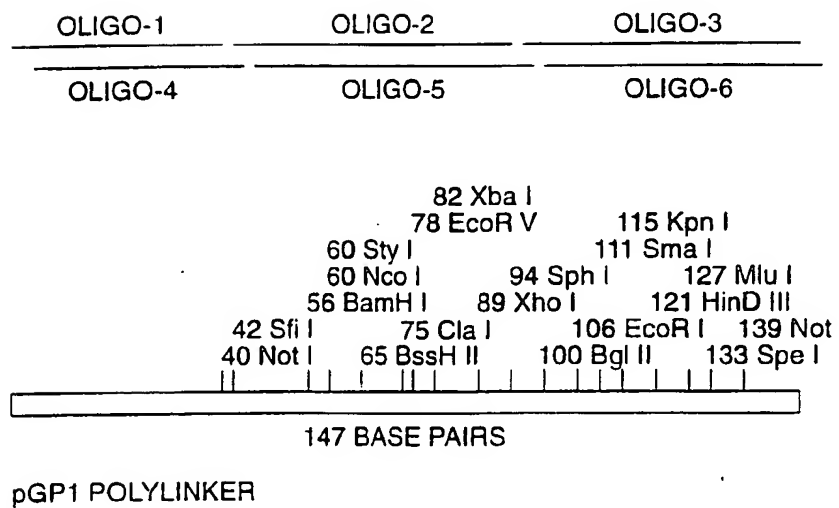 OLIGO-1 OLIGO-2 OLIGO-3
OLIGO-4 OLIGO-5 OLIGO-6
82 Xba I
78 EcoR V 115 Kpn I
60 Sty I 111 Sma I
60 Nco I 94 Sph I 127 Mlu I
56 BamH I 89 Xho I 121 HinD III
42 Sfi I 75 Cla I 106 EcoR I 139 Not
40 Not I 65 BssH II 100 Bgl II 133 Spe I
147 BASE PAIRS
pGP1 POLYLINKER